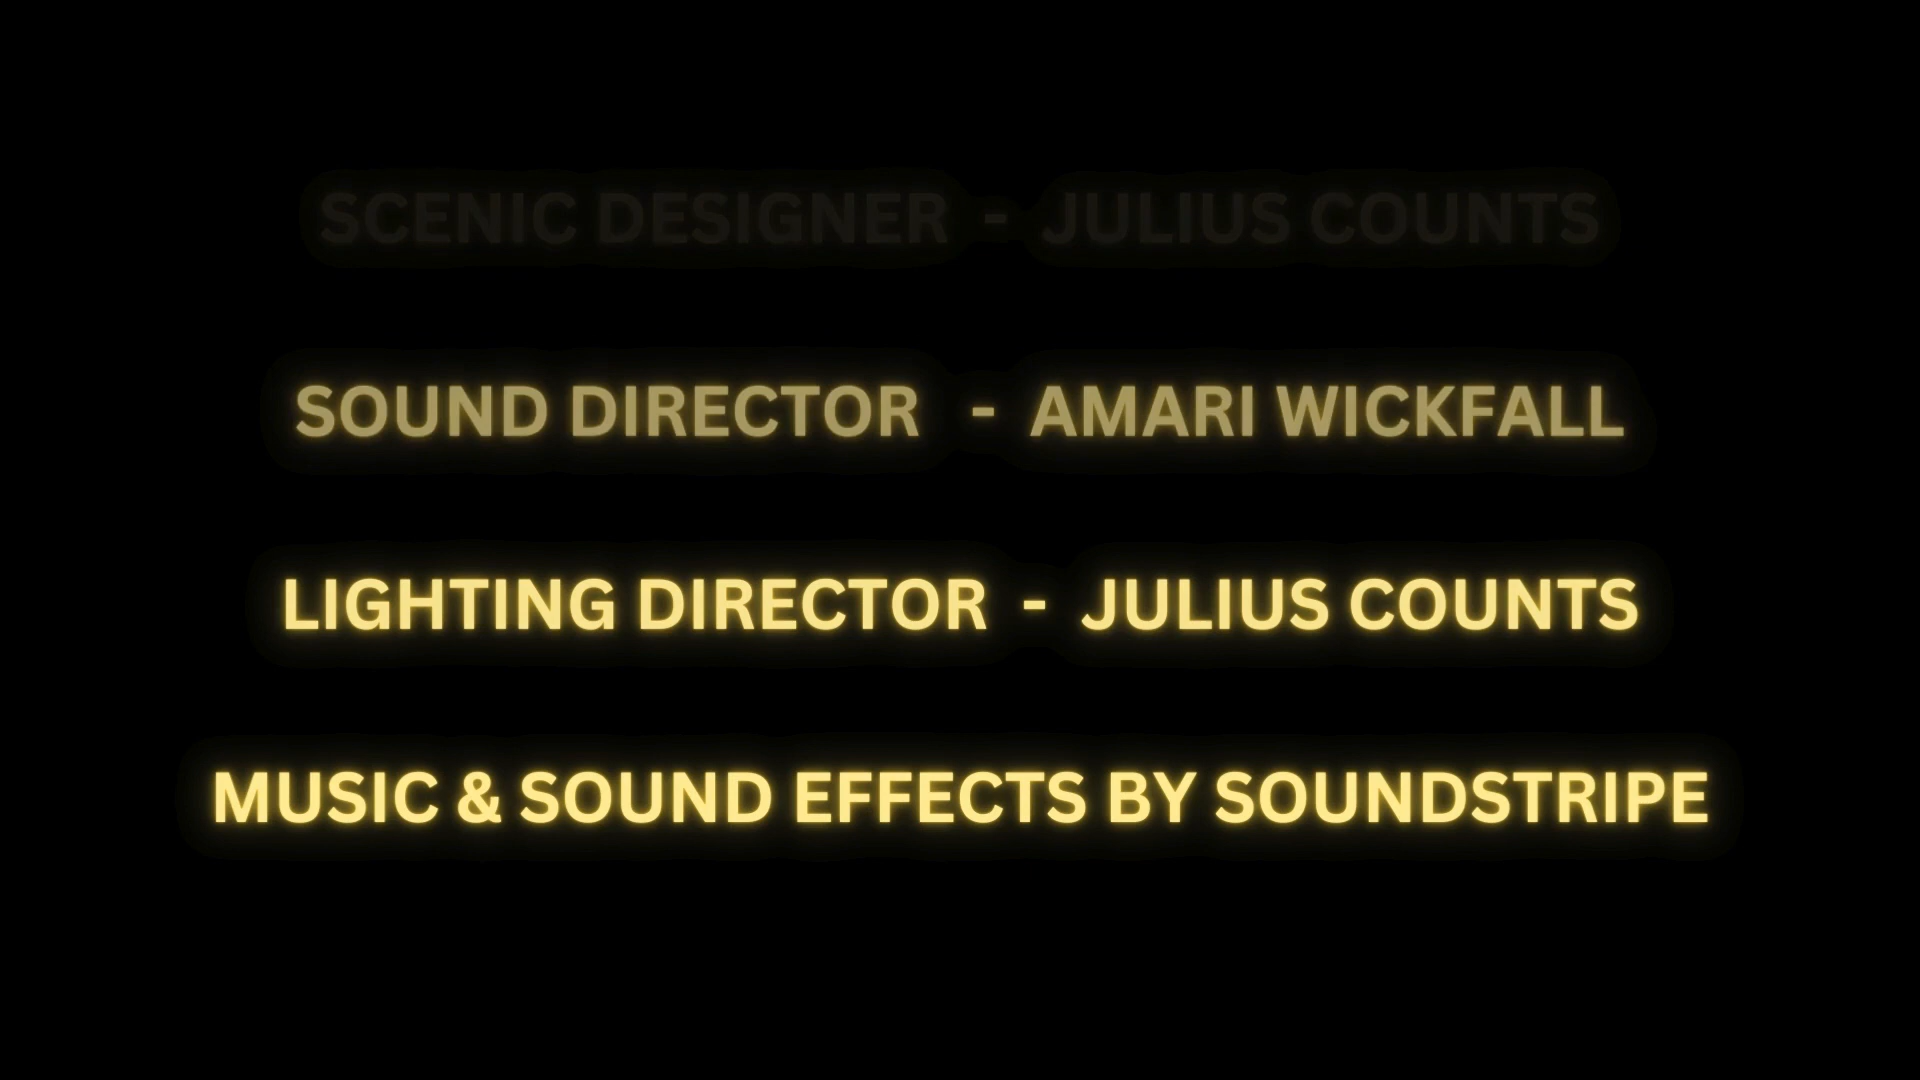 SCENIC DESIGNER - JULIUS COUNTS
SOUND DIRECTOR - AMARI WICKFALL
LIGHTING DIRECTOR - JULIUS COUNTS
MUSIC & SOUND EFFECTS BY SOUNDSTRIPE